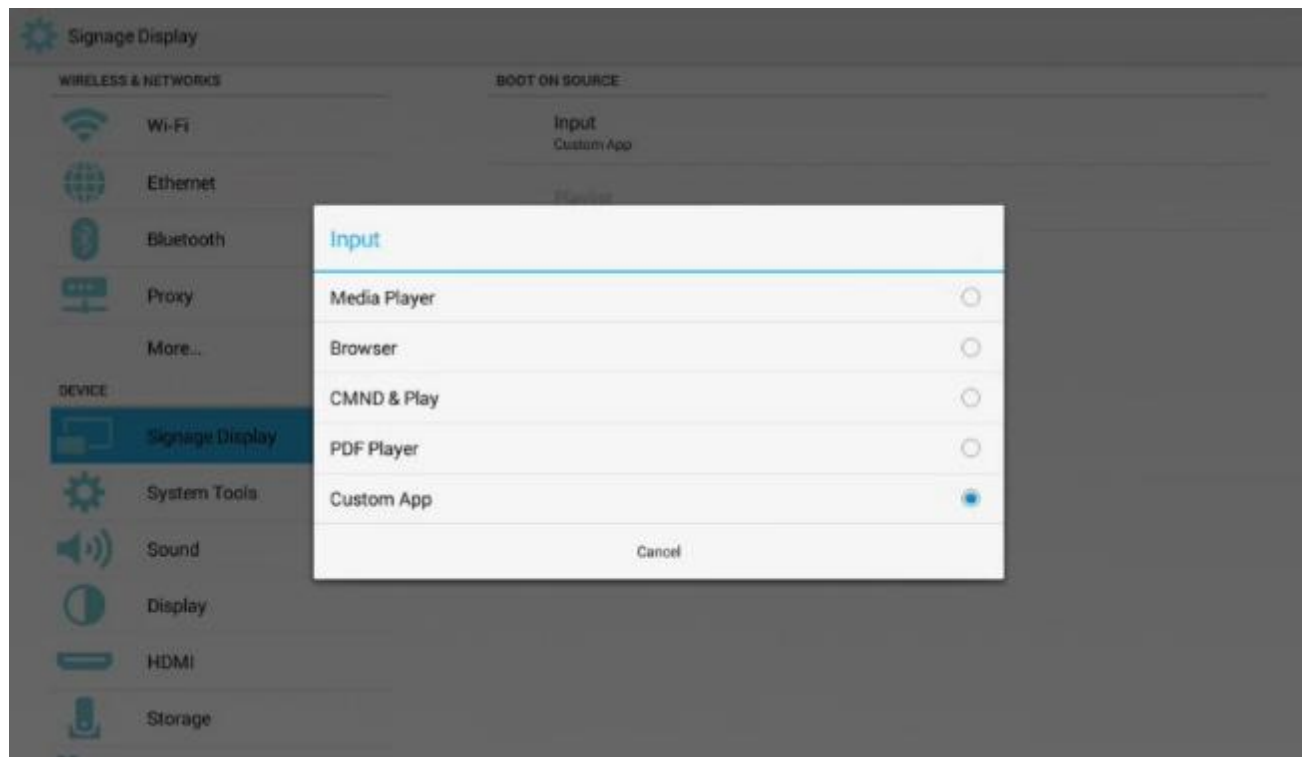 Signage Display
WIRELESS & NETWORKS
Wi-Fi
Ethernet
Bluetooth
Proxy
More...
DEVICE
Signage Display
System Tools
Sound
Display
HDMI
Storage
BOOT ON SOURCE
Input
Custom App
Playlist
Input
Media Player
Browser
CMND & Play
PDF Player
Custom App
Cancel